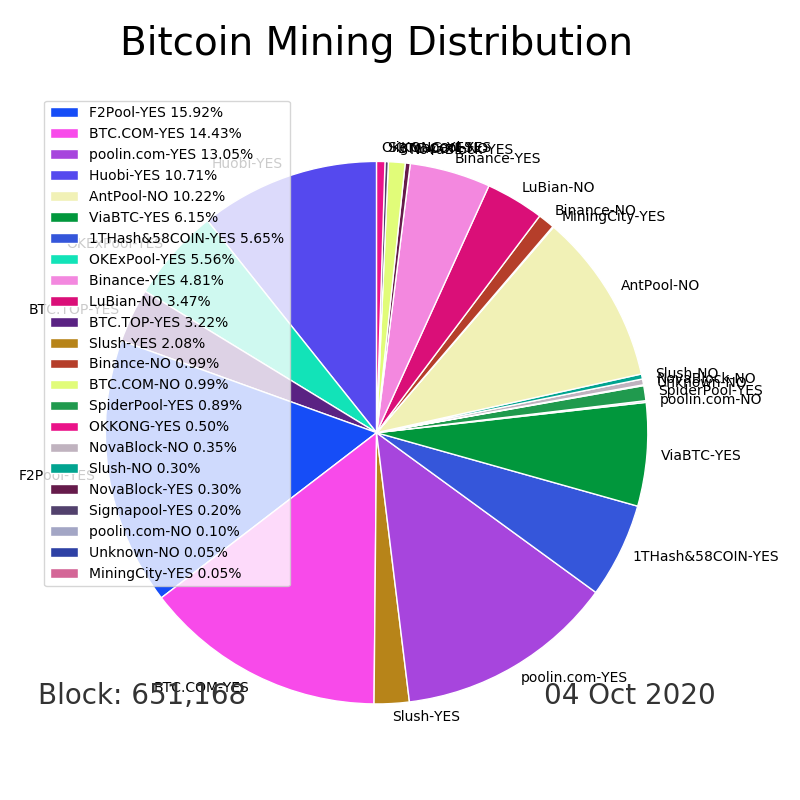 Bitcoin Mining Distribution
F2Pool-YES 15.92%
BTC.COM-YES 14.43%
poolin.com-YES 13.05%
Huobi-YES 10.71%
AntPool-NO 10.22%
ViaBTC-YES 6.15%
1THash&58COIN-YES 5.65%
OKExPool-YES 5.56%
Binance-YES 4.81%
LuBian-NO 3.47%
BTC.TOP-YES 3.22%
Slush-YES 2.08%
Binance-NO 0.99%
BTC.COM-NO 0.99%
SpiderPool-YES 0.89%
OKKONG-YES 0.50%
NovaBlock-NO 0.35%
Slush-NO 0.30%
NovaBlock-YES 0.30%
Sigmapool-YES 0.20%
poolin.com-NO 0.10%
Unknown-NO 0.05%
MiningCity-YES 0.05%
Huobi-YES
OKExPool-YES
BTC.TOP-YES
F2Pool-YES
BTC.COM-YES
Slush-YES
poolin.com-YES
1THash&58COIN-YES
ViaBTC-YES
poolin.com-NO
SpiderPool-YES
Unknown-NO
NovaBlock-NO
Slush-NO
AntPool-NO
MiningCity-YES
Binance-NO
LuBian-NO
Binance-YES
Block: 651,168
04 Oct 2020